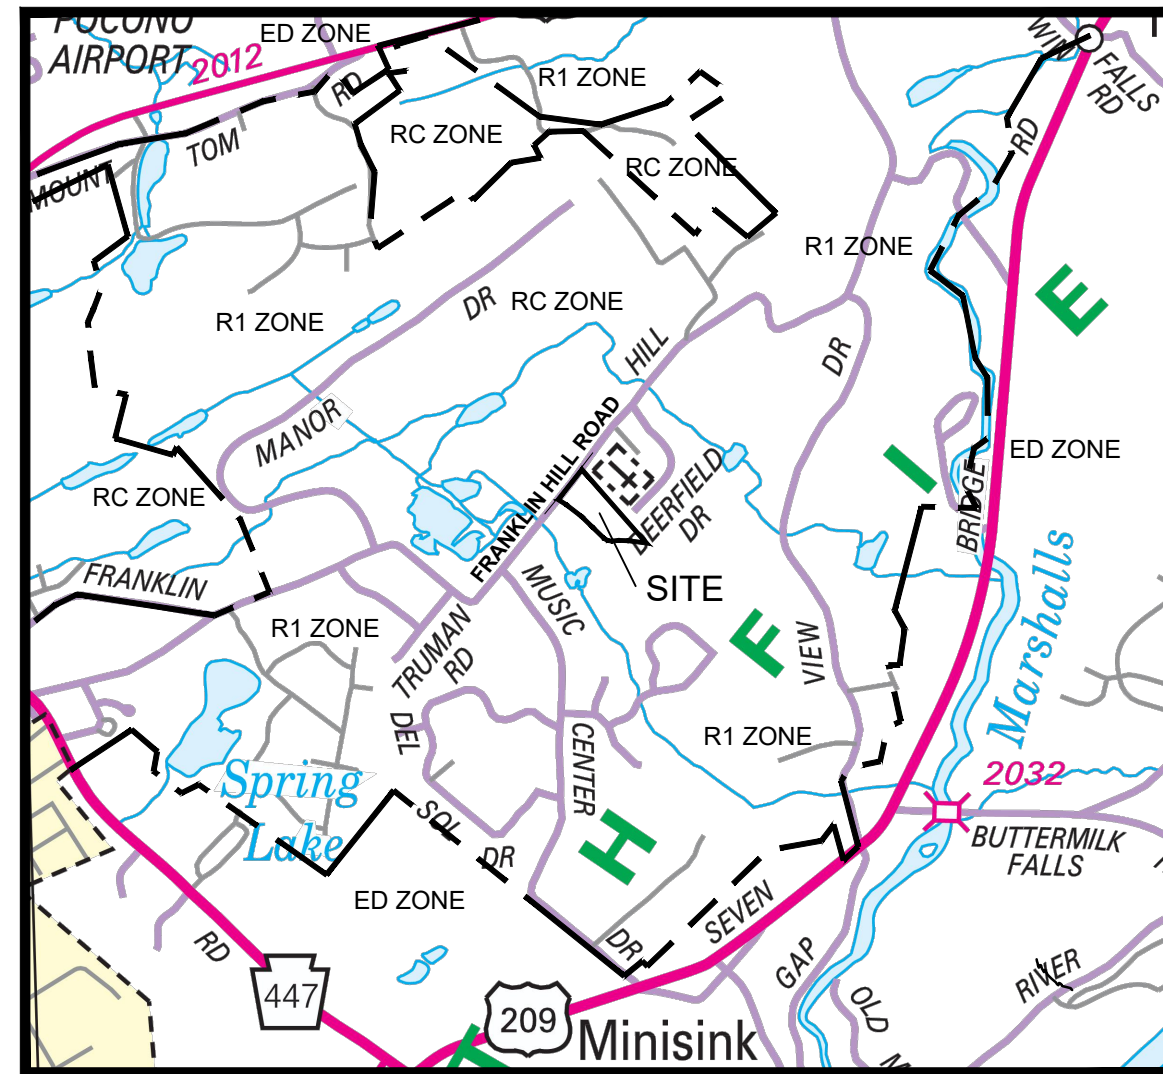 POCONO
AIRPORT
2012
ED ZONE
RD
R1 ZONE
WIN
FALLS
RD
TOM
RC ZONE
RC ZONE
RD
MOUNT
R1 ZONE
E
DR
RC ZONE
R1 ZONE
HILL
DR
MANOR
FRANKLIN HILL ROAD
ED ZONE
I
RC ZONE
DEERFIELD
DR
BRIDGE
FRANKLIN
MUSIC
SITE
Marshalls
TRUMAN
RD
R1 ZONE
F
VIEW
DEL
CENTER
R1 ZONE
2032
Spring
Lake
SOL
DR
H
BUTTERMILK
FALLS
ED ZONE
SEVEN
DR
RD
GAP
RIVER
447
209
OLD
Minisink
T